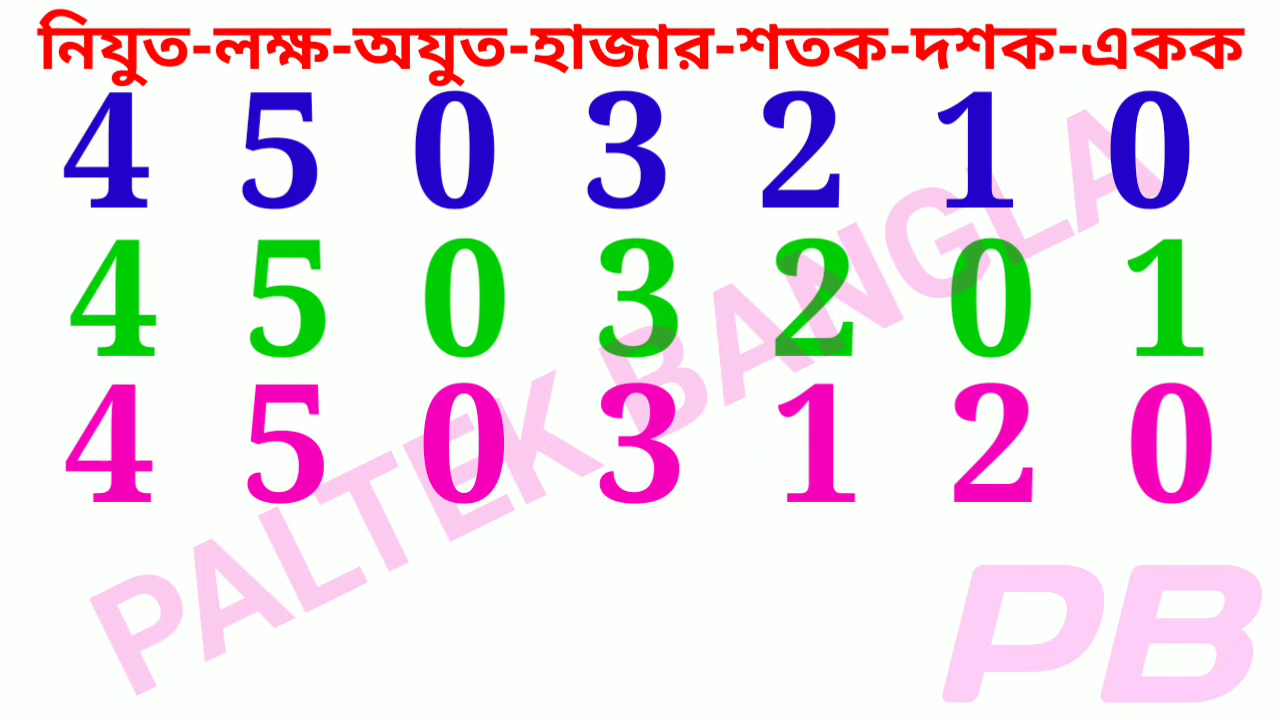 নিযুত-লক্ষ-অযুত-হাজার-শতক-দশক-একক
4 5 0 3 2 1 0
4 5 0 3 2 0 1
4 5 0 3 1 2 0
PALTEK BANGLA
PB